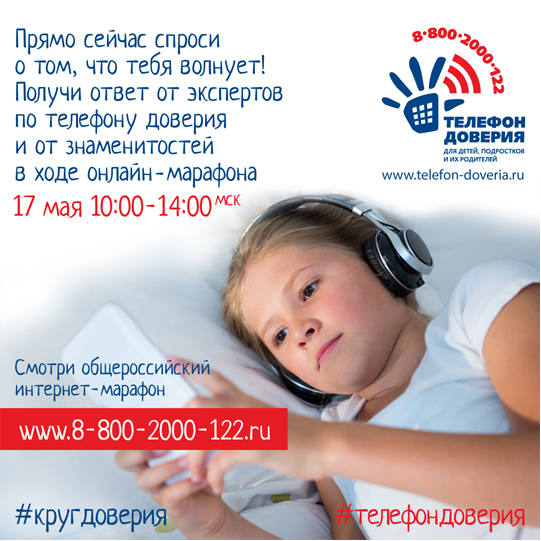 Прямо сейчас спроси
о том, что тебя волнует!
Получи ответ от экспертов
по телефону доверия
и от знаменитостей
в ходе онлайн-марафона
17 мая 10:00-14:00 МСК
8·800·2000·122
ТЕЛЕФОН
ДОВЕРИЯ
ДЛЯ ДЕТЕЙ, ПОДРОСТКОВ
И ИХ РОДИТЕЛЕЙ
www.telefon-doveria.ru
Смотри общероссийский
интернет-марафон
www.8-800-2000-122.ru
#кругдоверия
#телефондоверия